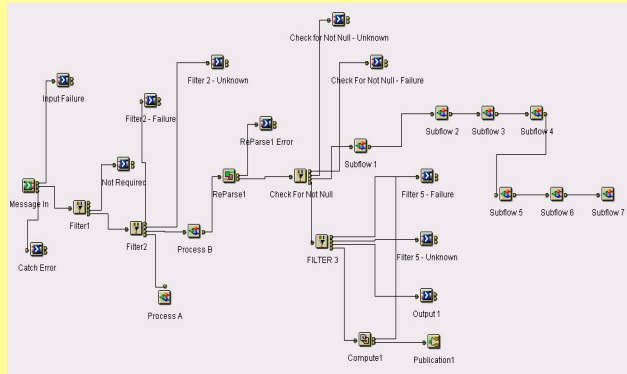 Check for Not Null - Unknown
Filter 2 - Unknown
Check For Not Null - Failure
Input Failure
Filter2 - Failure
ReParse1 Error
Subflow 2
Subflow 3
Subflow 4
Subflow 1
Not Required
Message In
ReParse1
Check For Not Null
Filter 5 - Failure
Filter1
Subflow 5
Subflow 6
Subflow 7
Filter2
Process B
Catch Error
FILTER 3
Filter 5 - Unknown
Process A
Output 1
Compute1
Publication1